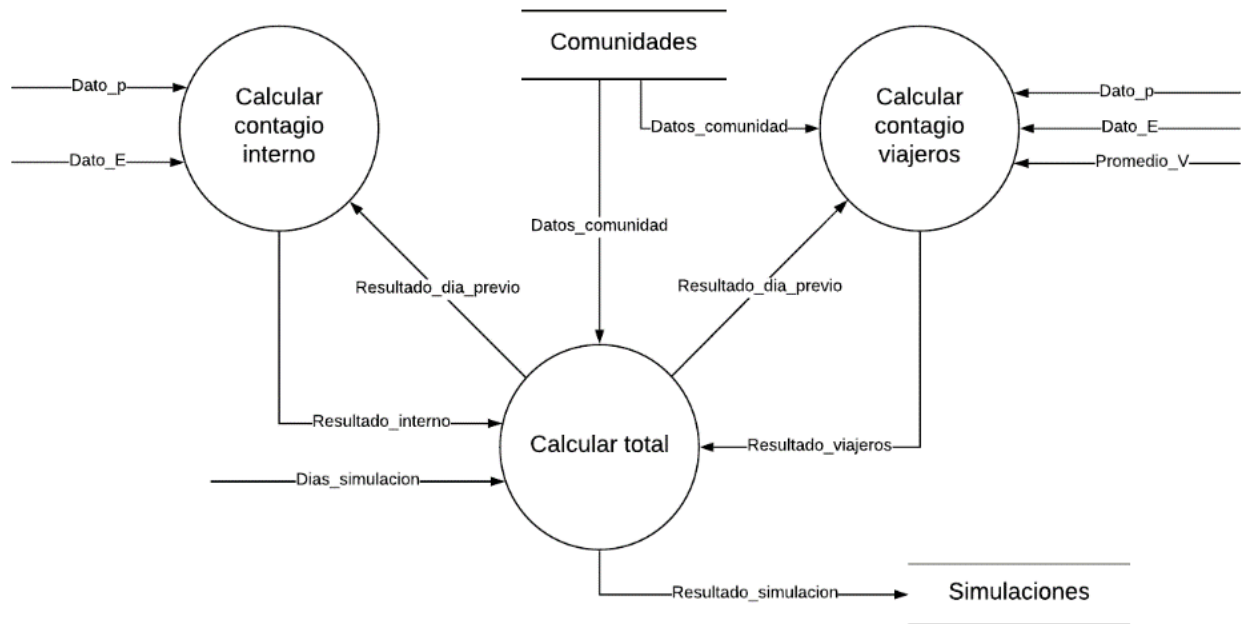 Comunidades
Dato_p
Calcular
contagio
interno
Dato_E
Datos_comunidad
Calcular
contagio
viajeros
Dato_p
Dato_E
Promedio_V
Datos_comunidad
Resultado_dia_previo
Resultado_dia_previo
Resultado_interno
Calcular total
Resultado_viajeros
Dias_simulacion
Resultado_simulacion
Simulaciones